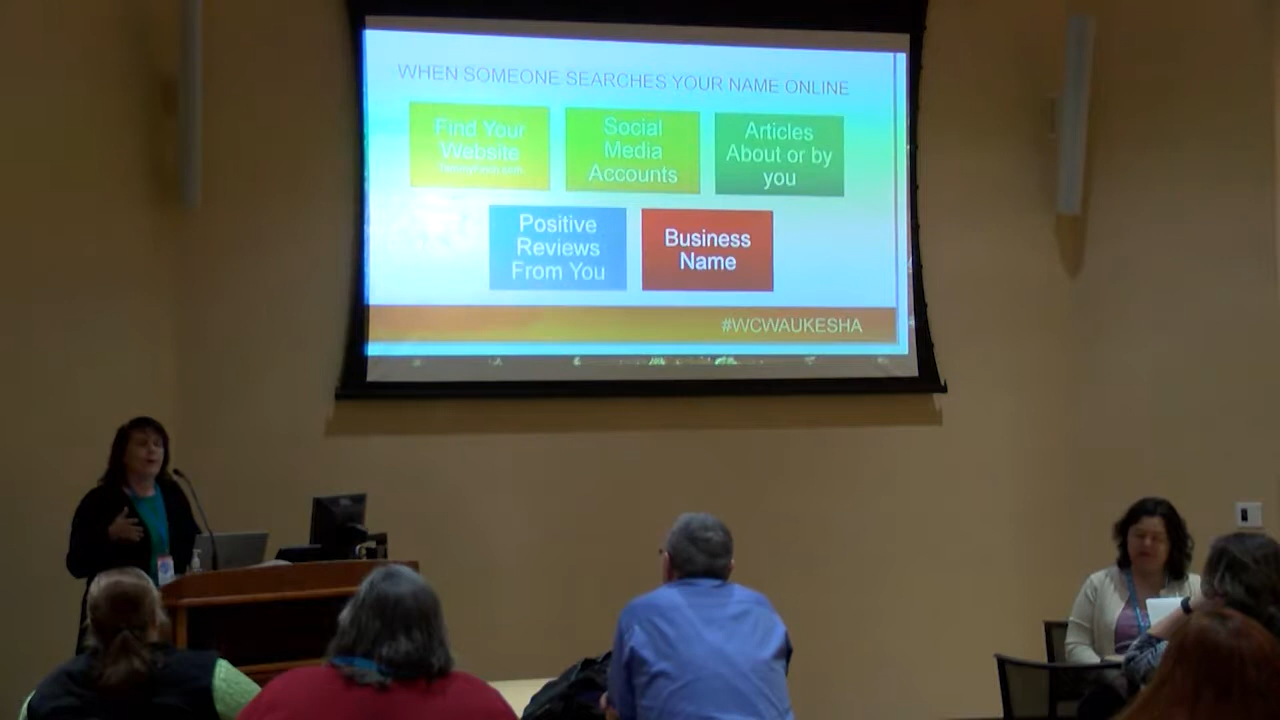 WHEN SOMEONE SEARCHES YOUR NAME ONLINE
Find Your
Website
Social
Media
Accounts
Articles
About or by
you
Positive
Reviews
From You
Business
Name
#WCWAUKESHA